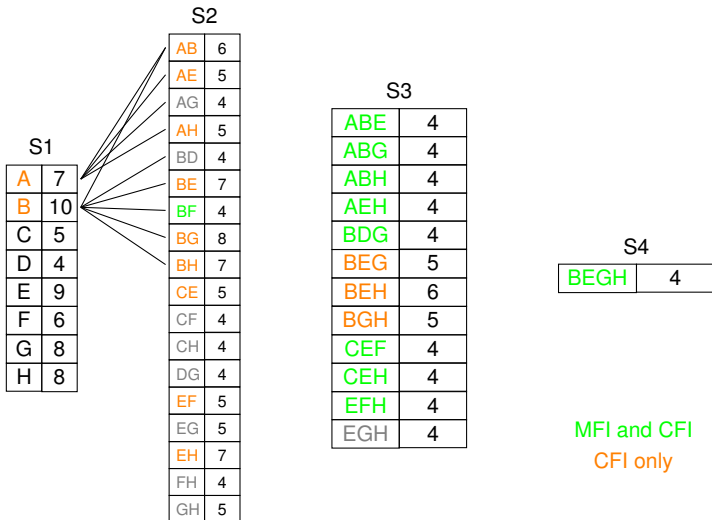 S1
A 7
B 10
C 5
D 4
E 9
F 6
G 8
H 8
S2
AB 6
AE 5
AG 4
AH 5
BD 4
BE 7
BF 4
BG 8
BH 7
CE 5
CF 4
CH 4
DG 4
EF 5
EG 5
EH 7
FH 4
GH 5
S3
ABE 4
ABG 4
ABH 4
AEH 4
BDG 4
BEG 5
BEH 6
BGH 5
CEF 4
CEH 4
EFH 4
EGH 4
S4
BEGH 4
MFI and CFI
CFI only